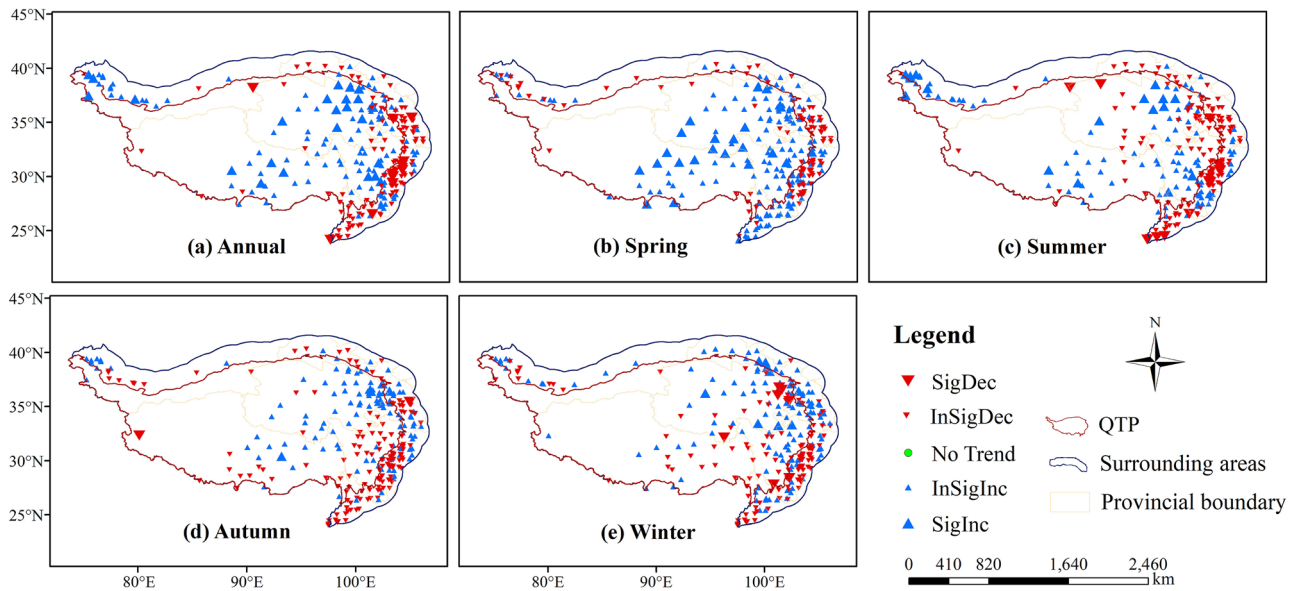 45°N
40°N
35°N
30°N
25°N
(a) Annual
(b) Spring
(c) Summer
45°N
40°N
35°N
30°N
25°N
(d) Autumn
(e) Winter
80°E 90°E 100°E
80°E 90°E 100°E
Legend
SigDec
InSigDec
No Trend
InSigInc
SigInc
N
QTP
Surrounding areas
Provincial boundary
0 410 820 1,640 2,460
km